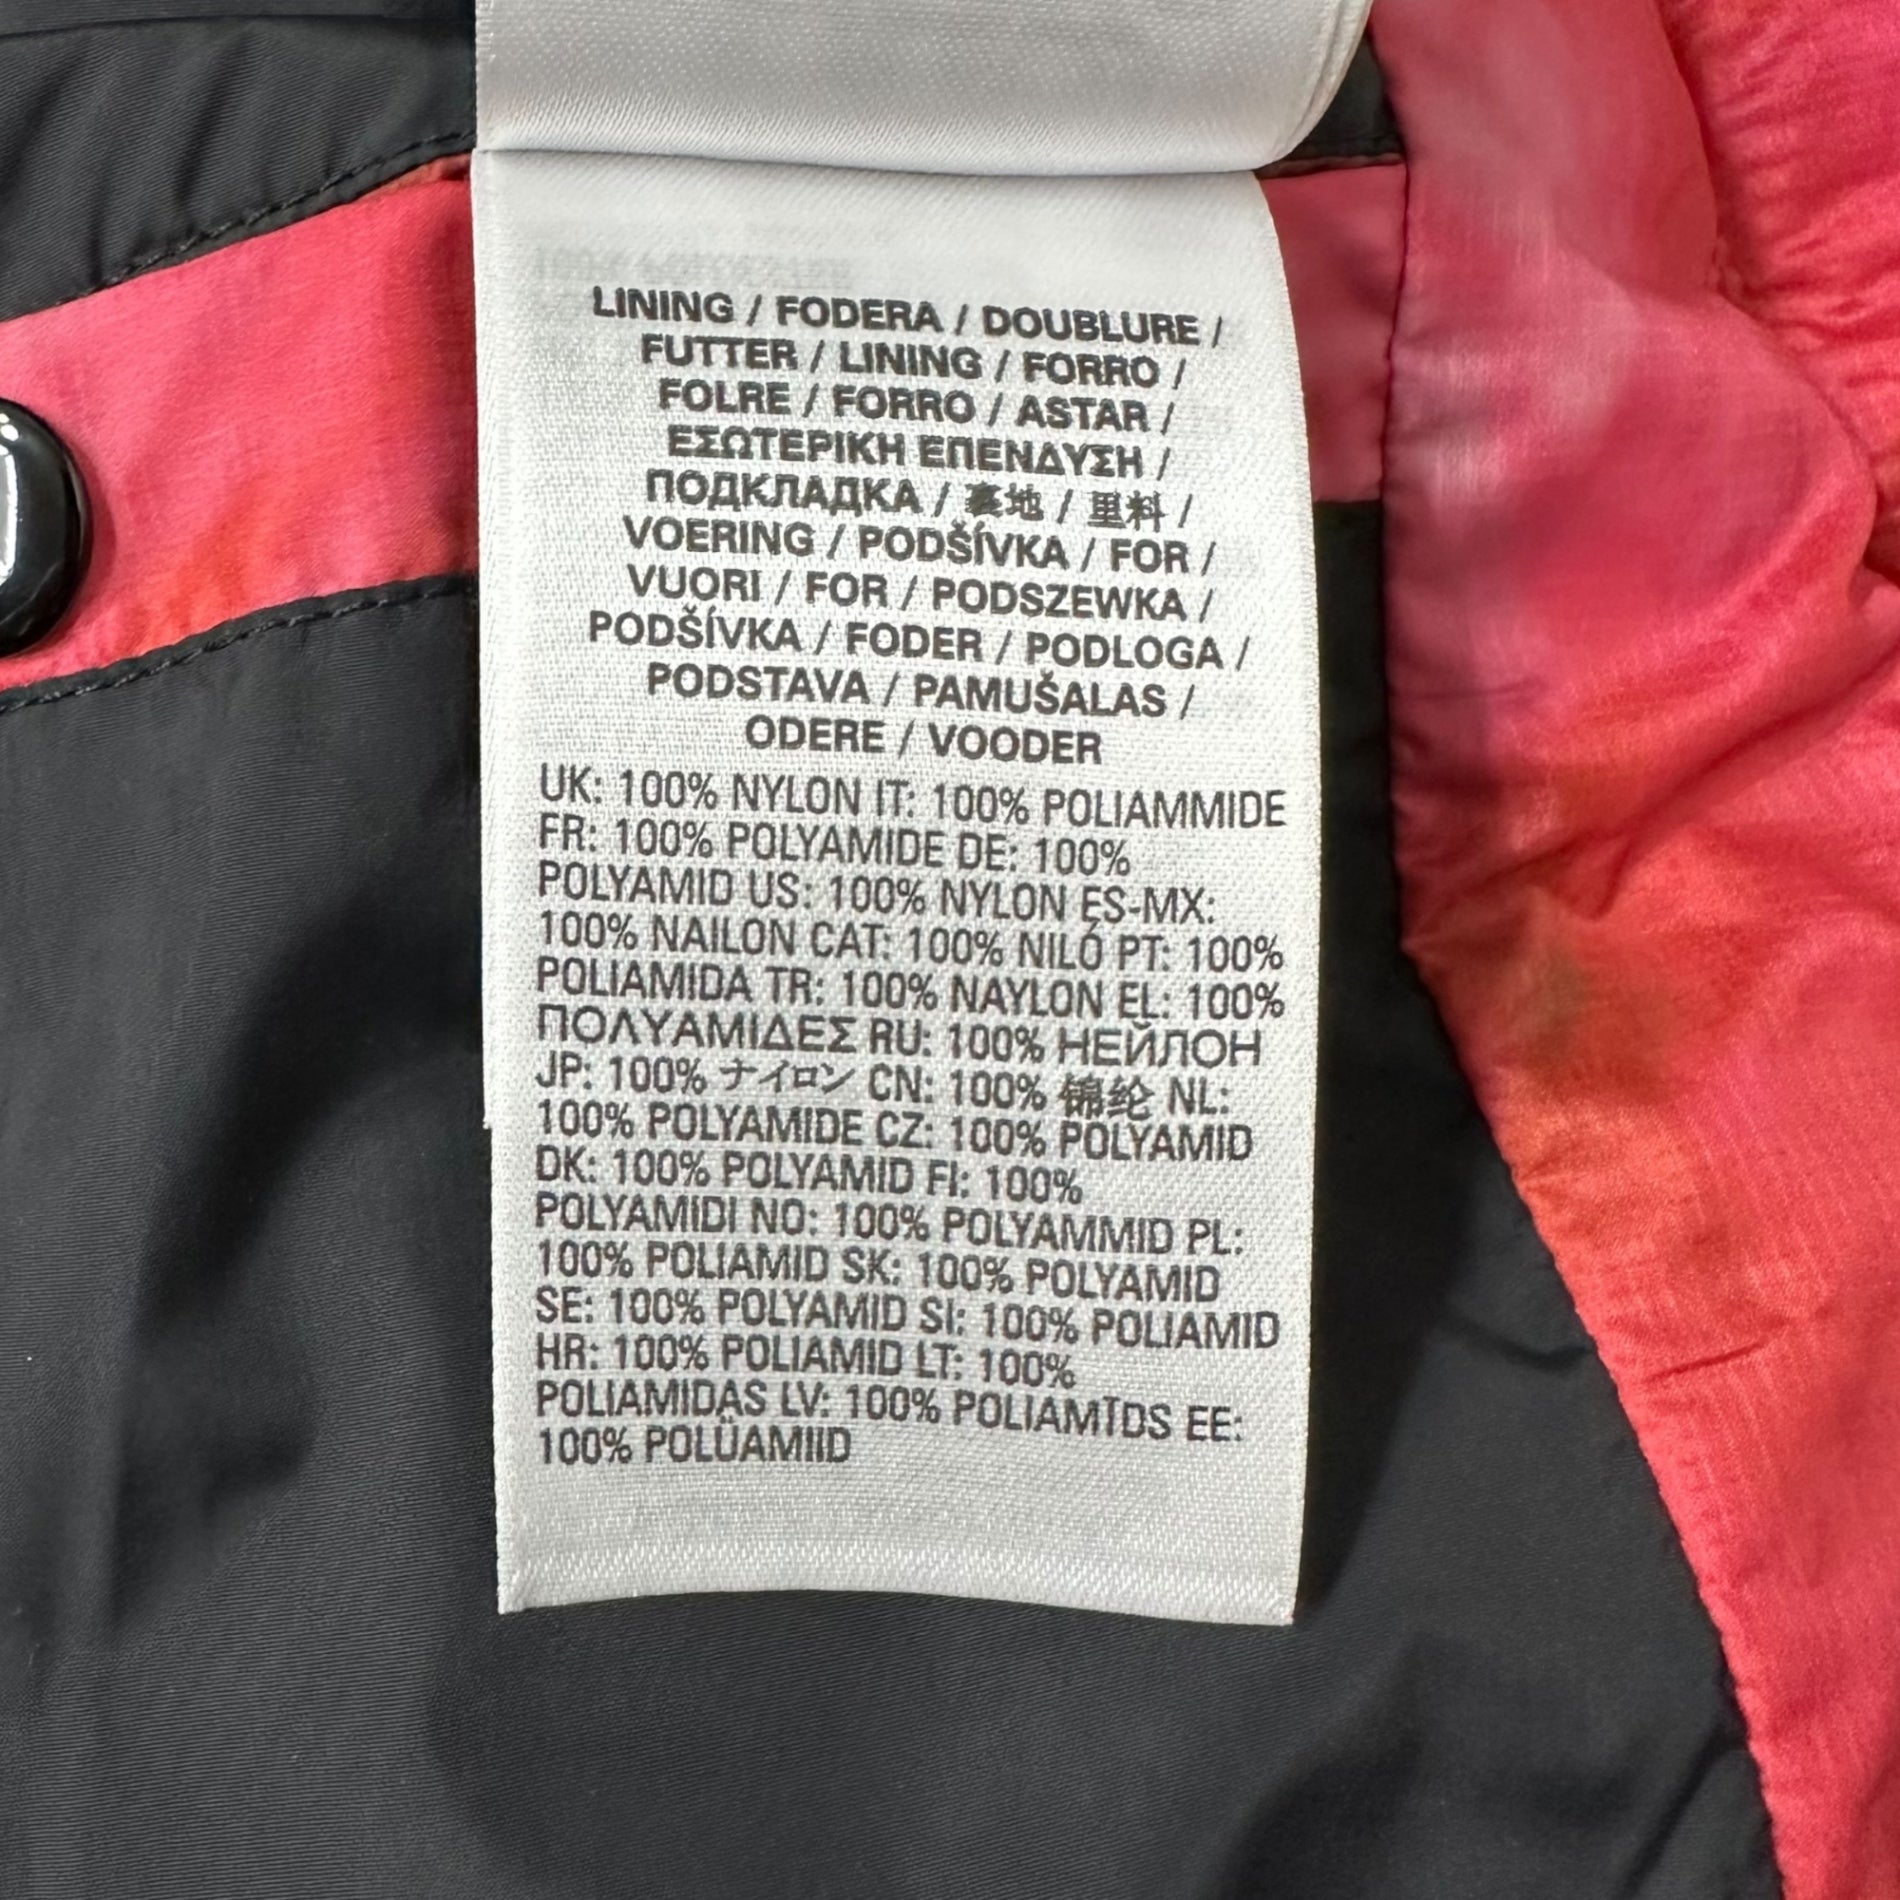 LINING / FODERA / DOUBLURE /
FUTTER / LINING / FORRO /
FOLRE / FORRO / ASTAR /
ΕΣΩΤΕΡΙΚΗ ΕΠΕΝΔΥΣΗ /
ПОДКЛАДКА / 裏地 / 里料 /
VOERING / PODŠÍVKA / FOR /
VUORI / FOR / PODSZEWKA /
PODŠÍVKA / FODER / PODLOGA /
PODSTAVA / PAMUŠALAS /
ODERE / VOODER
UK: 100% NYLON IT: 100% POLIAMMIDE
FR: 100% POLYAMIDE DE: 100%
POLYAMID US: 100% NYLON ES-MX:
100% NAILON CAT: 100% NILÓ PT: 100%
POLIAMIDA TR: 100% NAYLON EL: 100%
ΠΟΛΥΑΜΙΔΕΣ RU: 100% НЕЙЛОН
JP: 100% ナイロン CN: 100% 锦纶 NL:
100% POLYAMIDE CZ: 100% POLYAMID
DK: 100% POLYAMID FI: 100%
POLYAMIDI NO: 100% POLYAMMID PL:
100% POLIAMID SK: 100% POLYAMID
SE: 100% POLYAMID SI: 100% POLIAMID
HR: 100% POLIAMID LT: 100%
POLIAMIDAS LV: 100% POLIAMĪDS EE:
100% POLÜAMIID